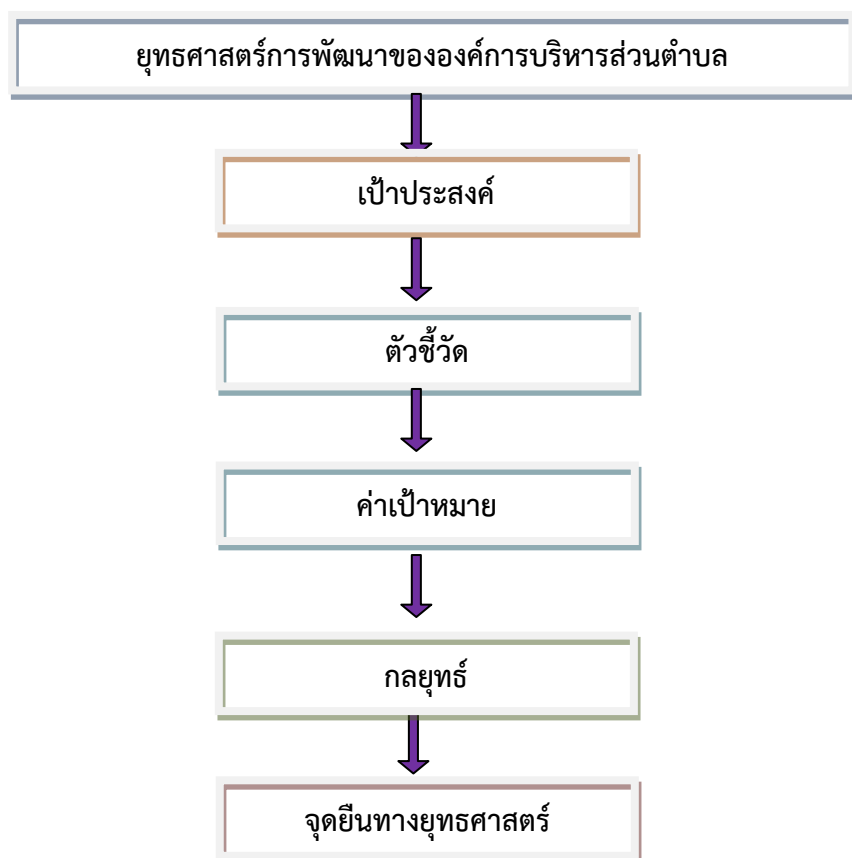 ยุทธศาสตร์การพัฒนาขององค์การบริหารส่วนตำบล
เป้าประสงค์
ตัวชี้วัด
ค่าเป้าหมาย
กลยุทธ์
จุดยืนทางยุทธศาสตร์